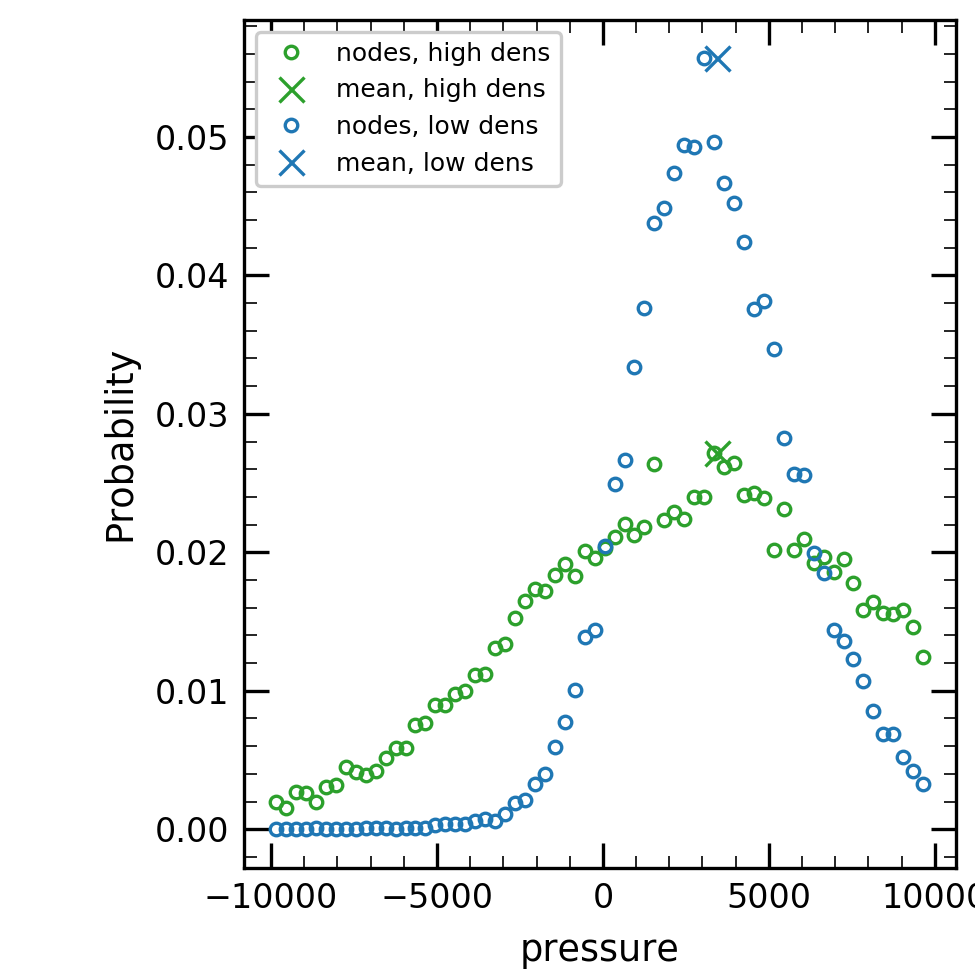 nodes, high dens
mean, high dens
nodes, low dens
mean, low dens
Probability
0.05
0.04
0.03
0.02
0.01
0.00
−10000 −5000 0 5000 1000
pressure